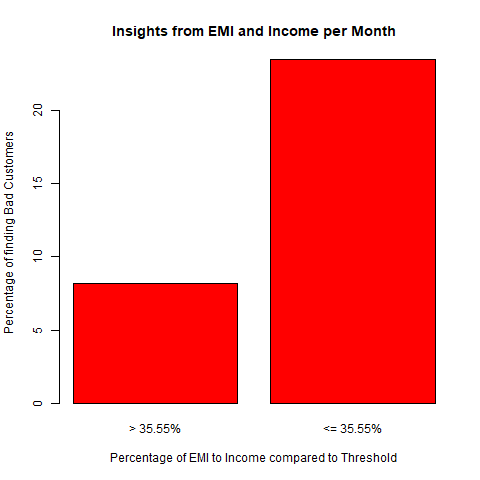 Insights from EMI and Income per Month
Percentage of finding Bad Customers
20
15
10
5
0
> 35.55%
<= 35.55%
Percentage of EMI to Income compared to Threshold